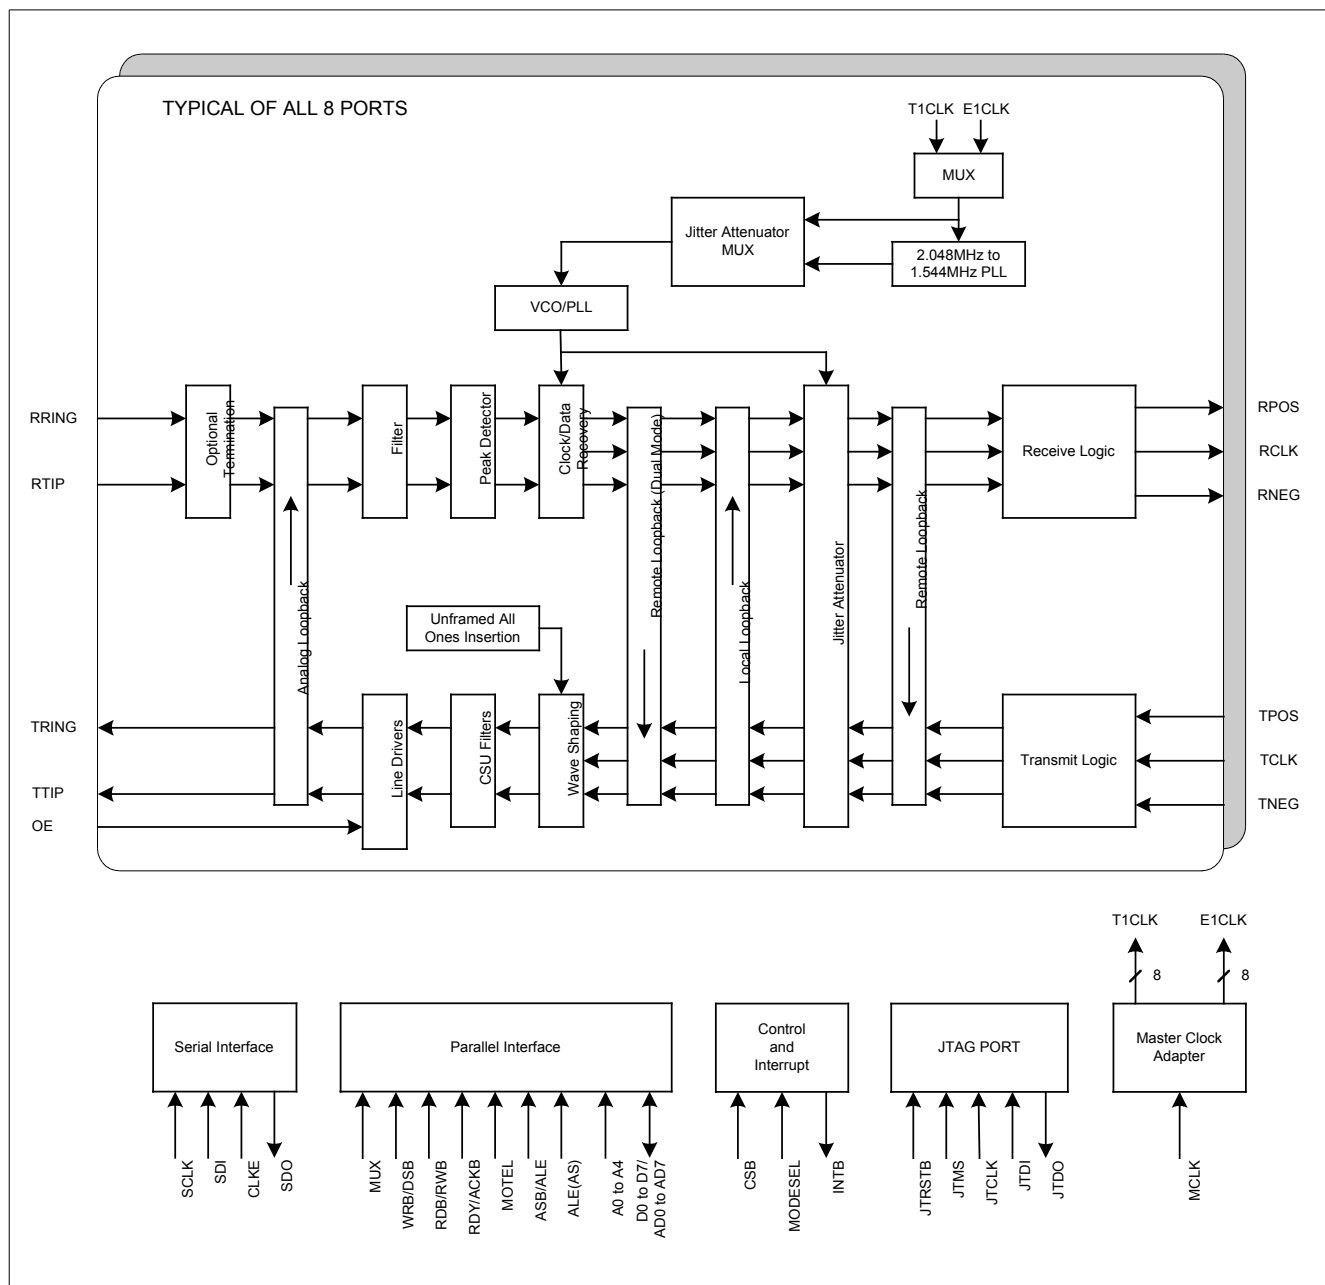 TYPICAL OF ALL 8 PORTS
T1CLK E1CLK
MUX
Jitter Attenuator
MUX
2.048MHz to
1.544MHz PLL
VCO/PLL
RRING
RTIP
Optional
Termination
Analog Loopback
Filter
Peak Detector
Clock/Data
Recovery
Remote Loopback (Dual Mode)
Local Loopback
Jitter Attenuator
Remote Loopback
Receive Logic
RPOS
RCLK
RNEG
Unframed All
Ones Insertion
TRING
TTIP
OE
Line Drivers
CSU Filters
Wave Shaping
Transmit Logic
TPOS
TCLK
TNEG
T1CLK
E1CLK
8
8
Serial Interface
Parallel Interface
Control
and
Interrupt
JTAG PORT
Master Clock
Adapter
SCLK
SDI
CLKE
SDO
MUX
WRB/DSB
RDB/RWB
RDY/ACKB
MOTEL
ASB/ALE
ALE(AS)
A0 to A4
D0 to D7/
AD0 to AD7
CSB
MODESEL
INTB
JTRSTB
JTMS
JTCLK
JTDI
JTDO
MCLK